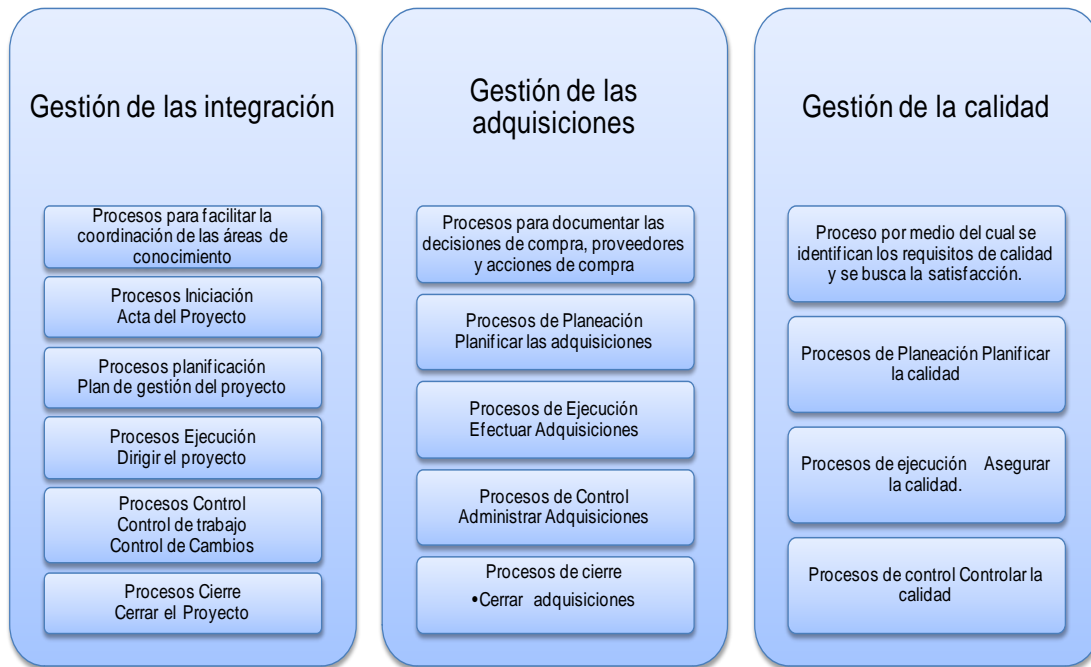 Gestión de las integración
Procesos para facilitar la
coordinación de las áreas de
conocimiento
Procesos Iniciación
Acta del Proyecto
Procesos planificación
Plan de gestión del proyecto
Procesos Ejecución
Dirigir el proyecto
Procesos Control
Control de trabajo
Control de Cambios
Procesos Cierre
Cerrar el Proyecto
Gestión de las
adquisiciones
Procesos para documentar las
decisiones de compra, proveedores
y acciones de compra
Procesos de Planeación
Planificar las adquisiciones
Procesos de Ejecución
Efectuar Adquisiciones
Procesos de Control
Administrar Adquisiciones
Procesos de cierre
•Cerrar adquisiciones
Gestión de la calidad
Proceso por medio del cual se
identifican los requisitos de calidad
y se busca la satisfacción.
Procesos de Planeación Planificar
la calidad
Procesos de ejecución Asegurar
la calidad.
Procesos de control Controlar la
calidad